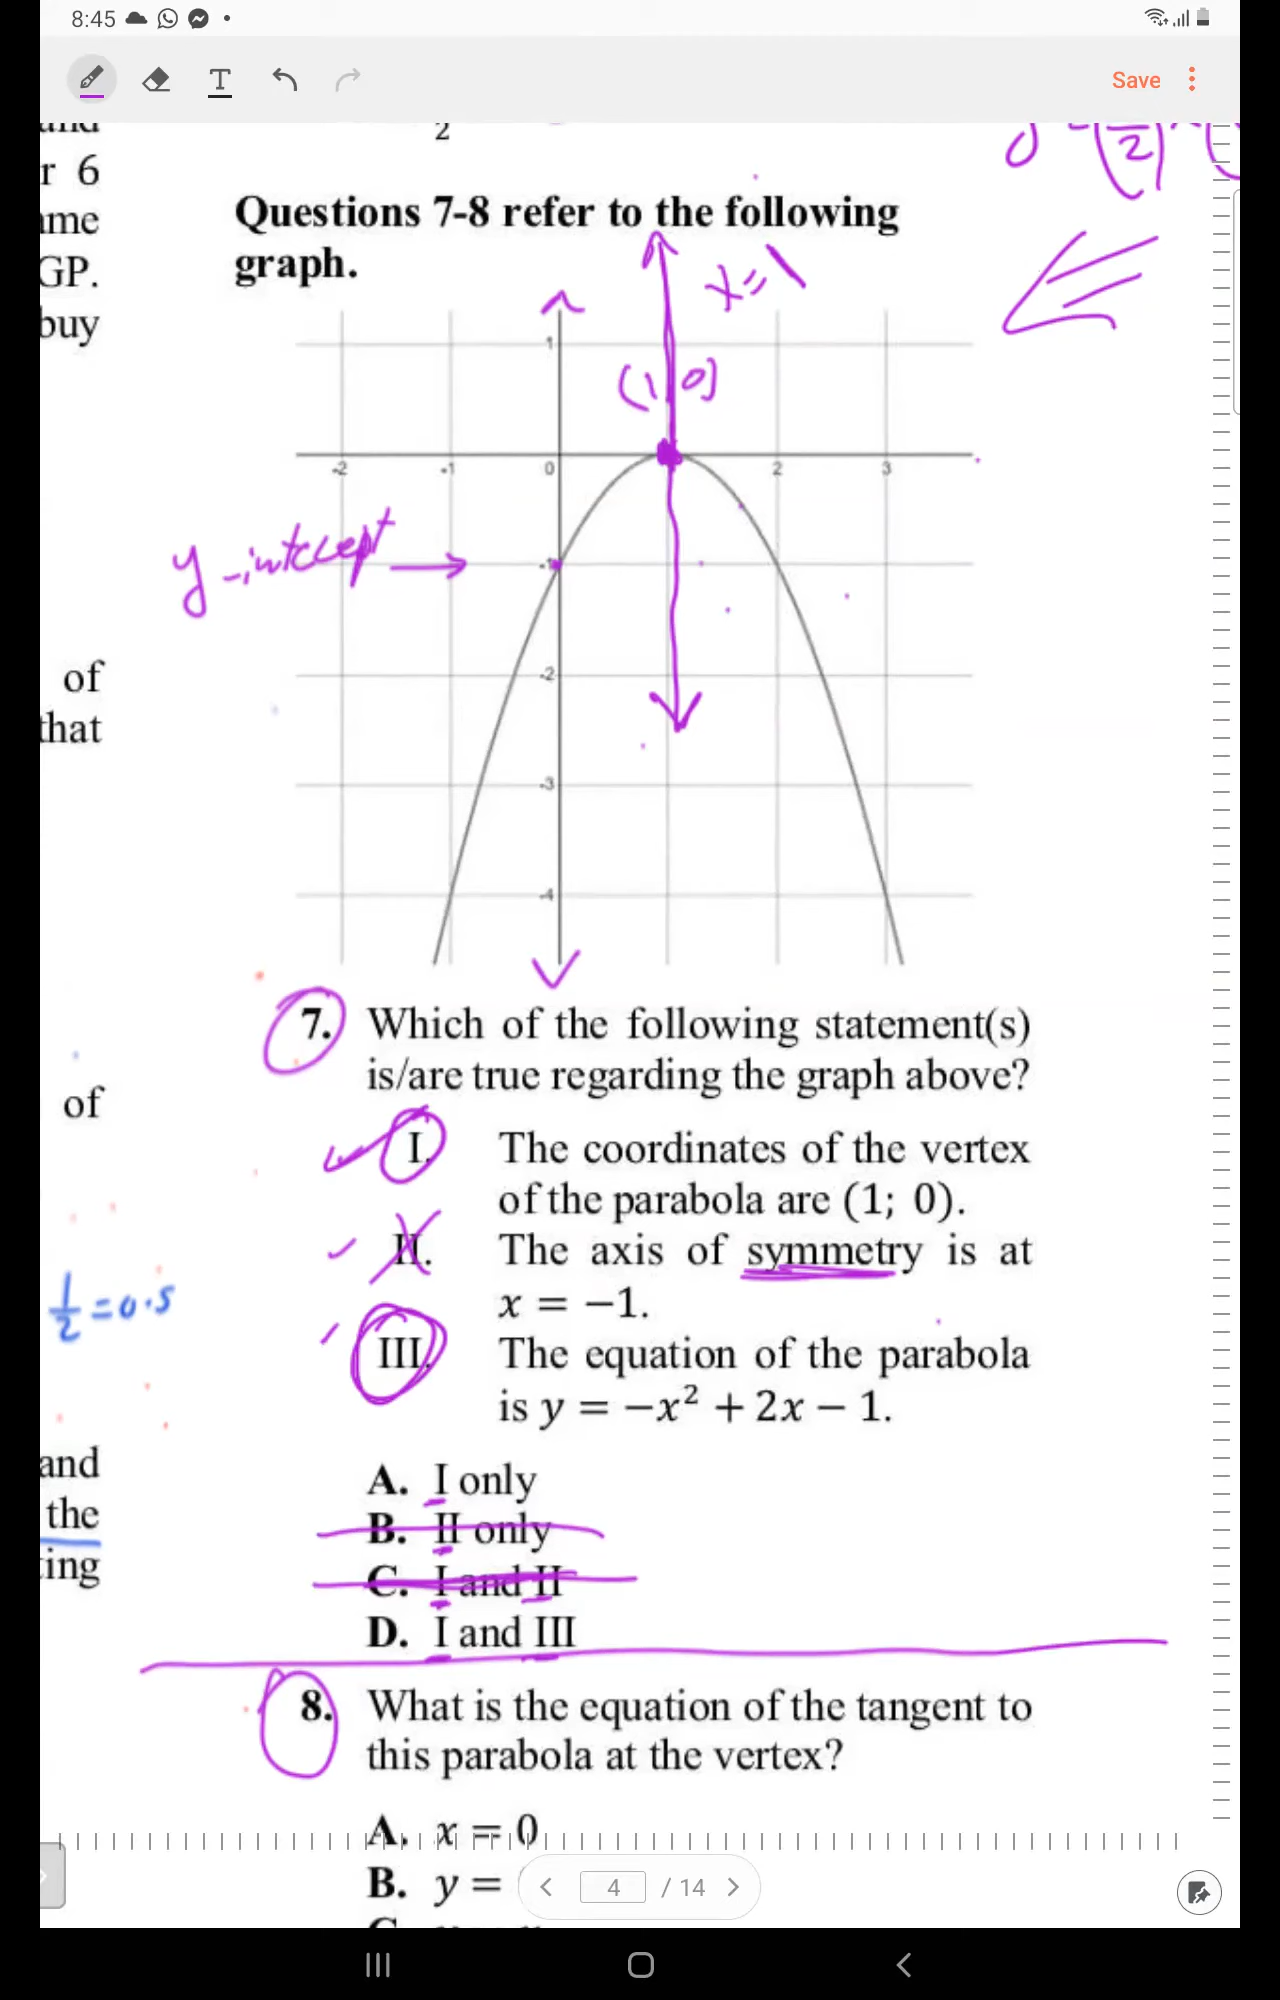 8:45
T
Save
r 6
ame
GP.
buy
of
that
of
1/2 = 0.5
and
the
ting
2
Questions 7-8 refer to the following
graph.
x = 1
(1,0)
1
-2 -1 0 2 3
y-intercept
-1
-2
-3
-4
7. Which of the following statement(s)
is/are true regarding the graph above?
I. The coordinates of the vertex
of the parabola are (1; 0).
II. The axis of symmetry is at
x = −1.
III. The equation of the parabola
is y = −x² + 2x − 1.
A. I only
B. II only
C. I and II
D. I and III
8. What is the equation of the tangent to
this parabola at the vertex?
A. x = 0
B. y =
4 / 14